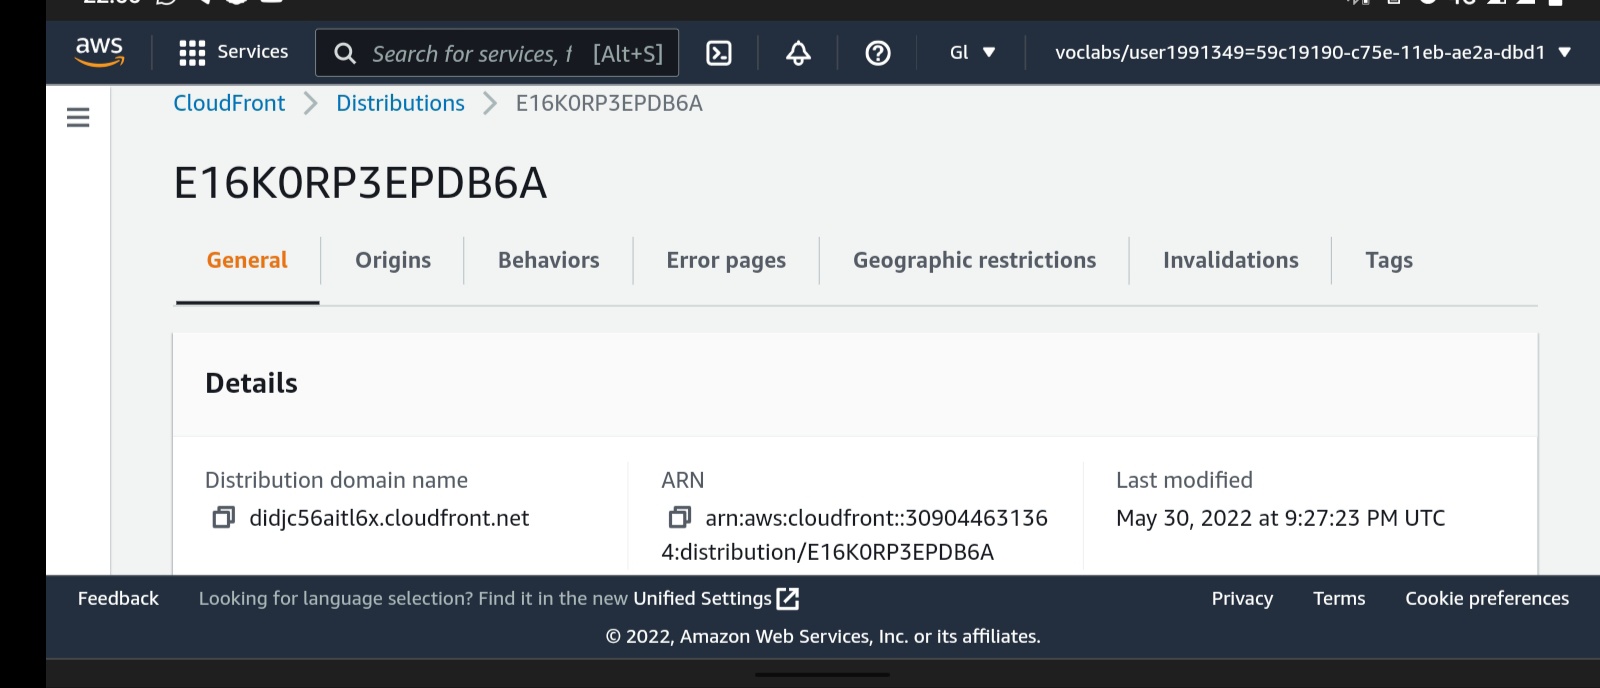 aws Services Search for services, f [Alt+S] Gl voclabs/user1991349=59c19190-c75e-11eb-ae2a-dbd1
CloudFront Distributions E16K0RP3EPDB6A
E16K0RP3EPDB6A
General Origins Behaviors Error pages Geographic restrictions Invalidations Tags
Details
Distribution domain name ARN Last modified
didjc56aitl6x.cloudfront.net arn:aws:cloudfront::30904463136 May 30, 2022 at 9:27:23 PM UTC
4:distribution/E16K0RP3EPDB6A
Feedback Looking for language selection? Find it in the new Unified Settings Privacy Terms Cookie preferences
© 2022, Amazon Web Services, Inc. or its affiliates.